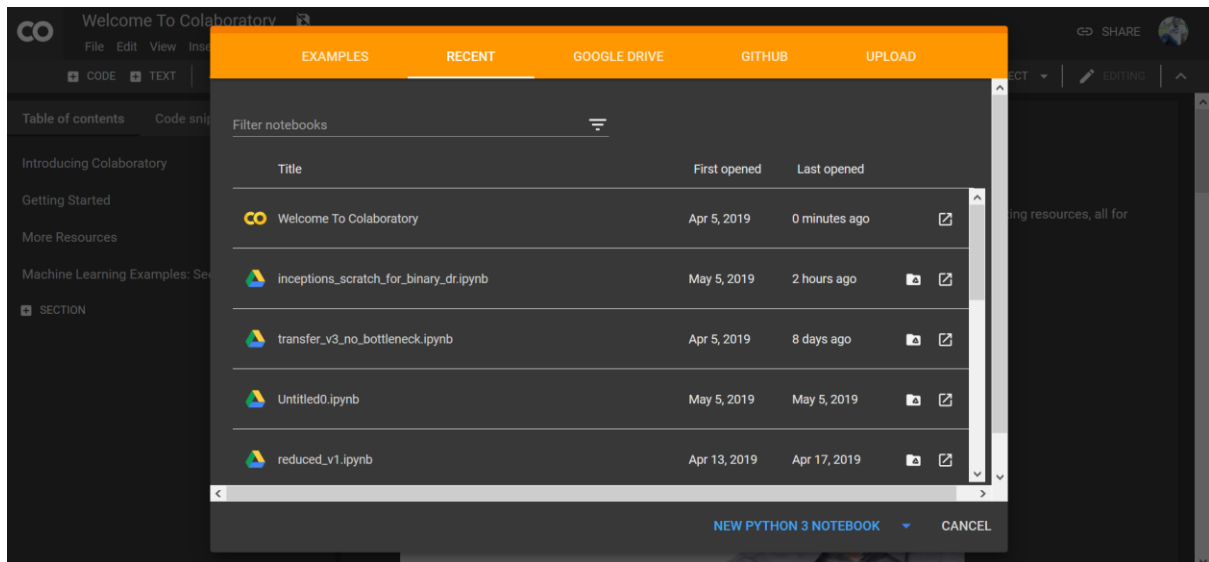 Welcome To Colaboratory
File Edit View Inse
SHARE
CODE TEXT
ECT
EDITING
EXAMPLES RECENT GOOGLE DRIVE GITHUB UPLOAD
Table of contents Code snip
Filter notebooks
Introducing Colaboratory
Getting Started
More Resources
Machine Learning Examples: See
SECTION
ing resources, all for
Title First opened Last opened
Welcome To Colaboratory Apr 5, 2019 0 minutes ago
inceptions_scratch_for_binary_dr.ipynb May 5, 2019 2 hours ago
transfer_v3_no_bottleneck.ipynb Apr 5, 2019 8 days ago
Untitled0.ipynb May 5, 2019 May 5, 2019
reduced_v1.ipynb Apr 13, 2019 Apr 17, 2019
NEW PYTHON 3 NOTEBOOK CANCEL